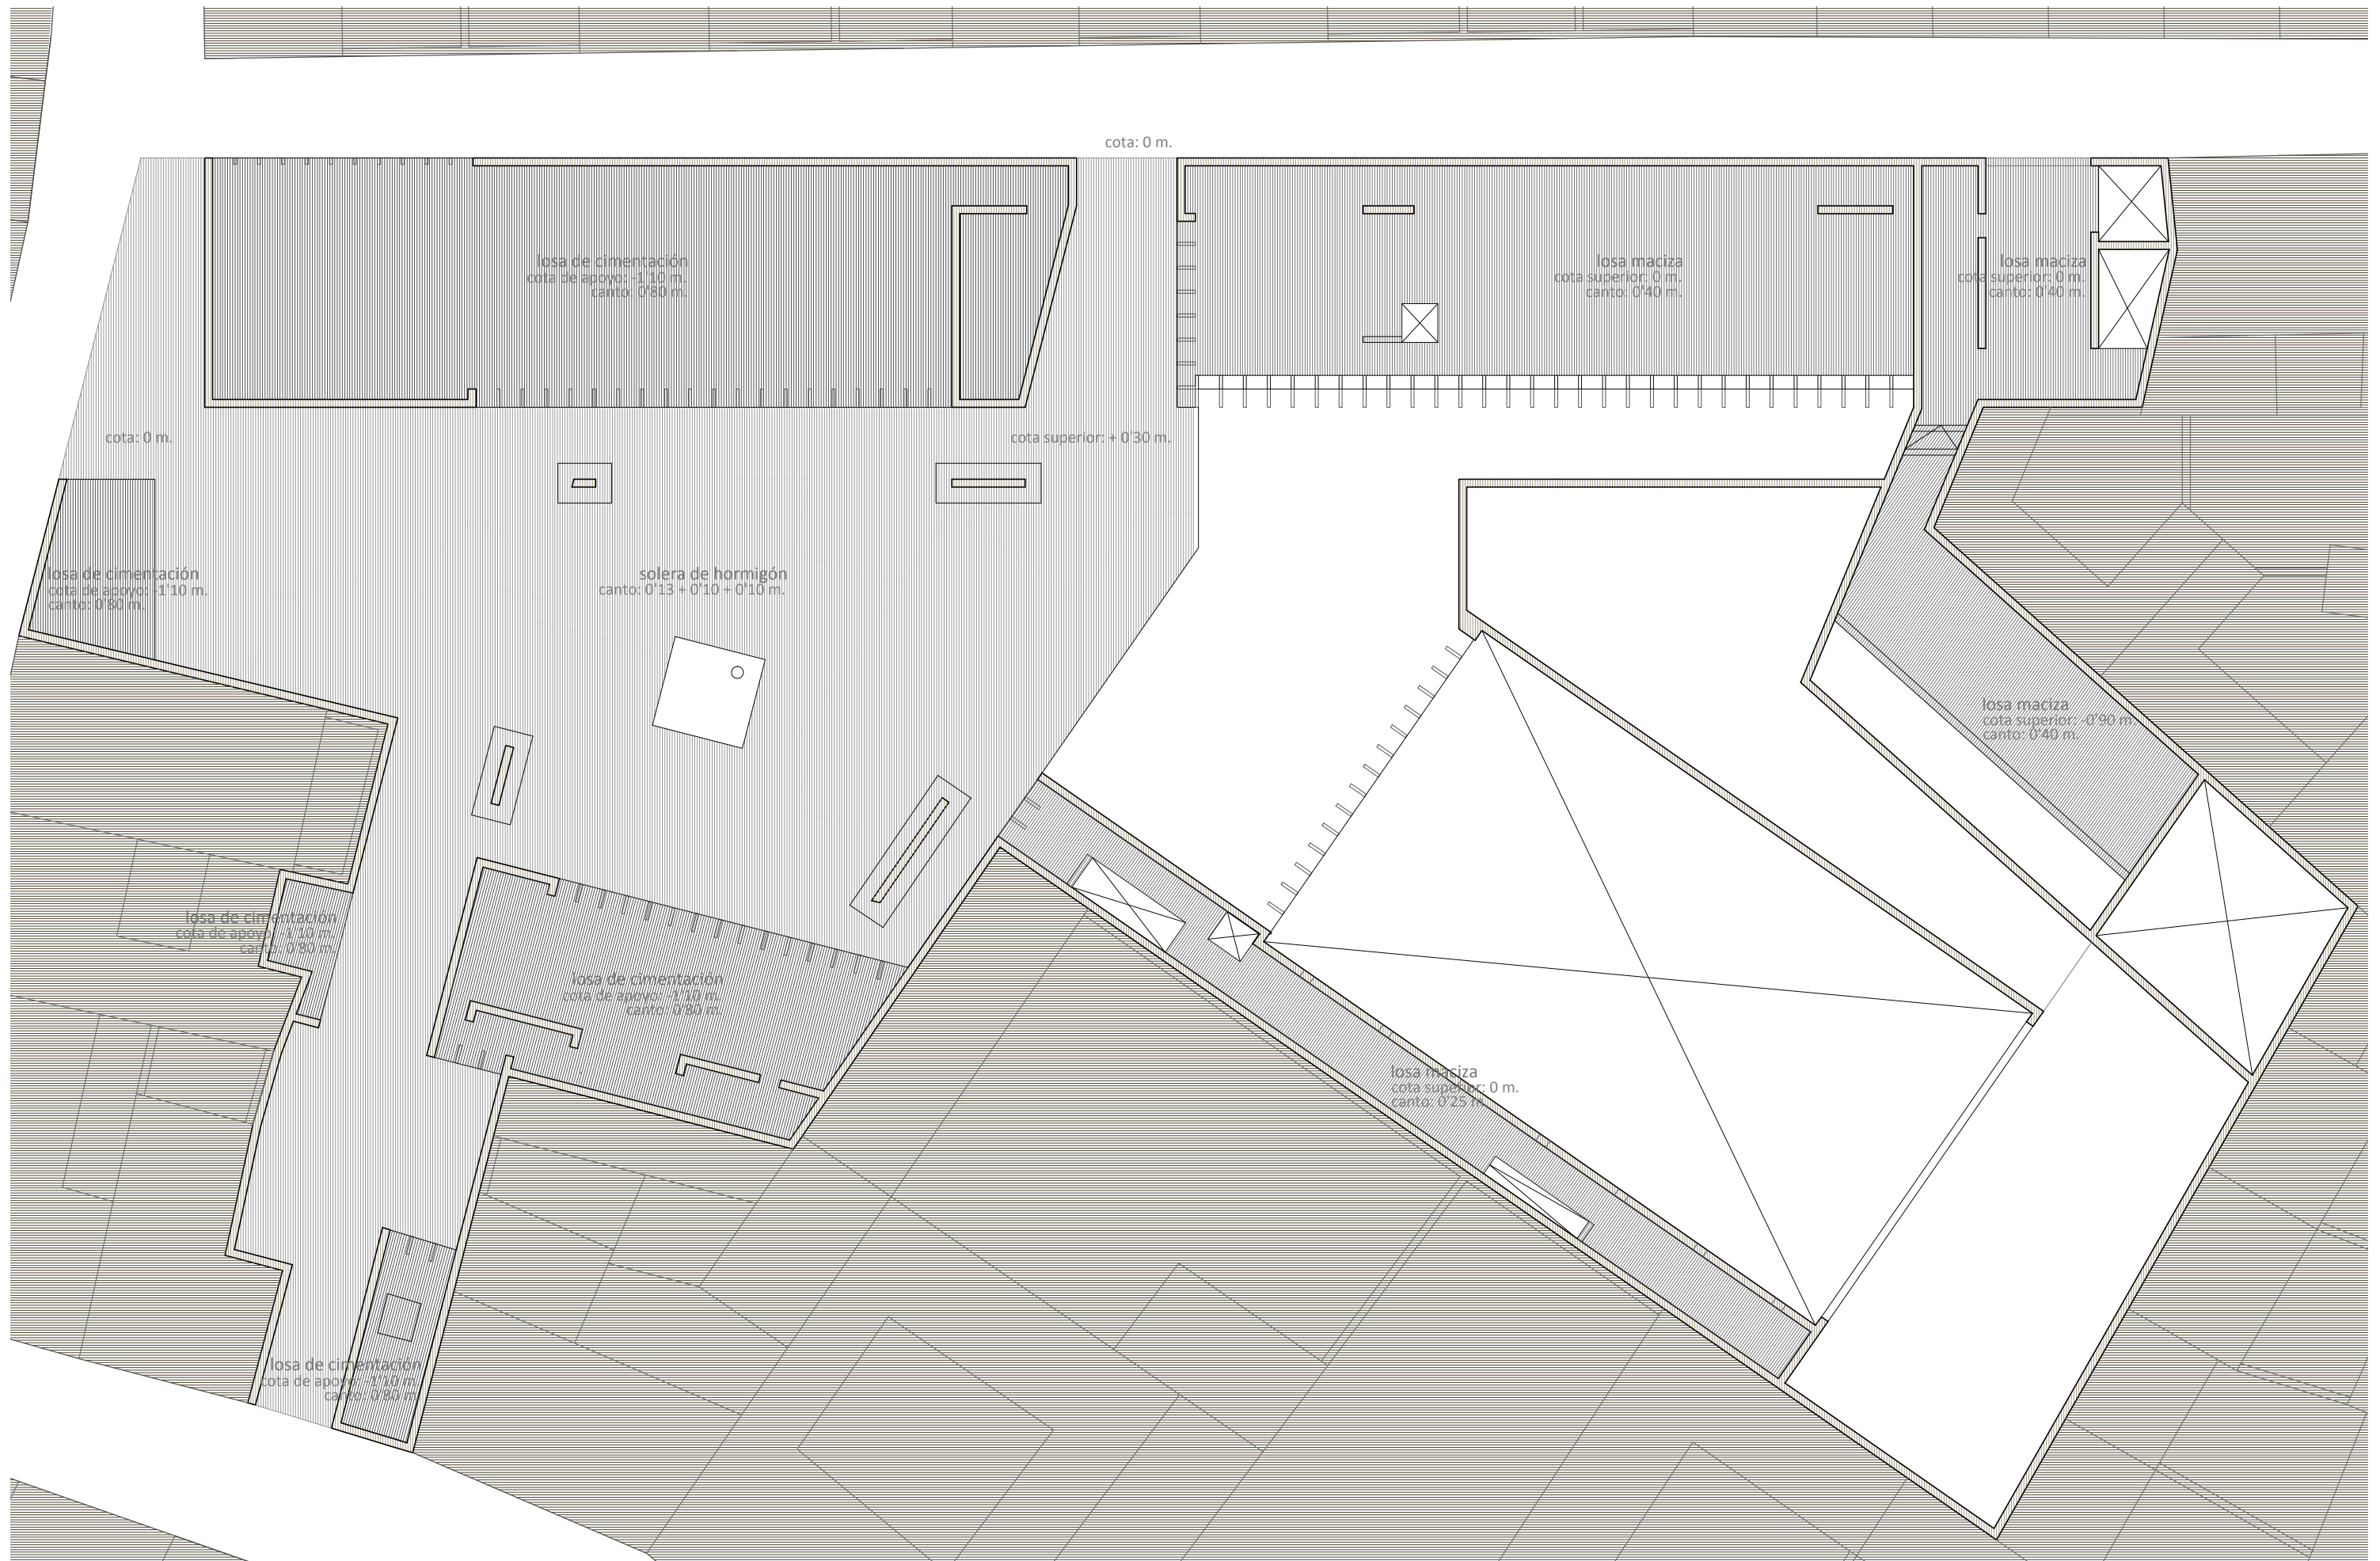 cota: 0 m.
losa de cimentación
cota de apoyo: -1'10 m.
canto: 0'80 m.
losa maciza
cota superior: 0 m.
canto: 0'40 m.
losa maciza
cota superior: 0 m.
canto: 0'40 m.
cota: 0 m.
cota superior: + 0'30 m.
losa de cimentación
cota de apoyo: -1'10 m.
canto: 0'80 m.
solera de hormigón
canto: 0'13 + 0'10 + 0'10 m.
losa maciza
cota superior: -0'90 m.
canto: 0'40 m.
losa de cimentación
cota de apoyo: -1'10 m.
canto: 0'80 m.
losa de cimentación
cota de apoyo: -1'10 m.
canto: 0'80 m.
losa maciza
cota superior: 0 m.
canto: 0'25 m.
losa de cimentación
cota de apoyo: -1'10 m.
canto: 0'80 m.